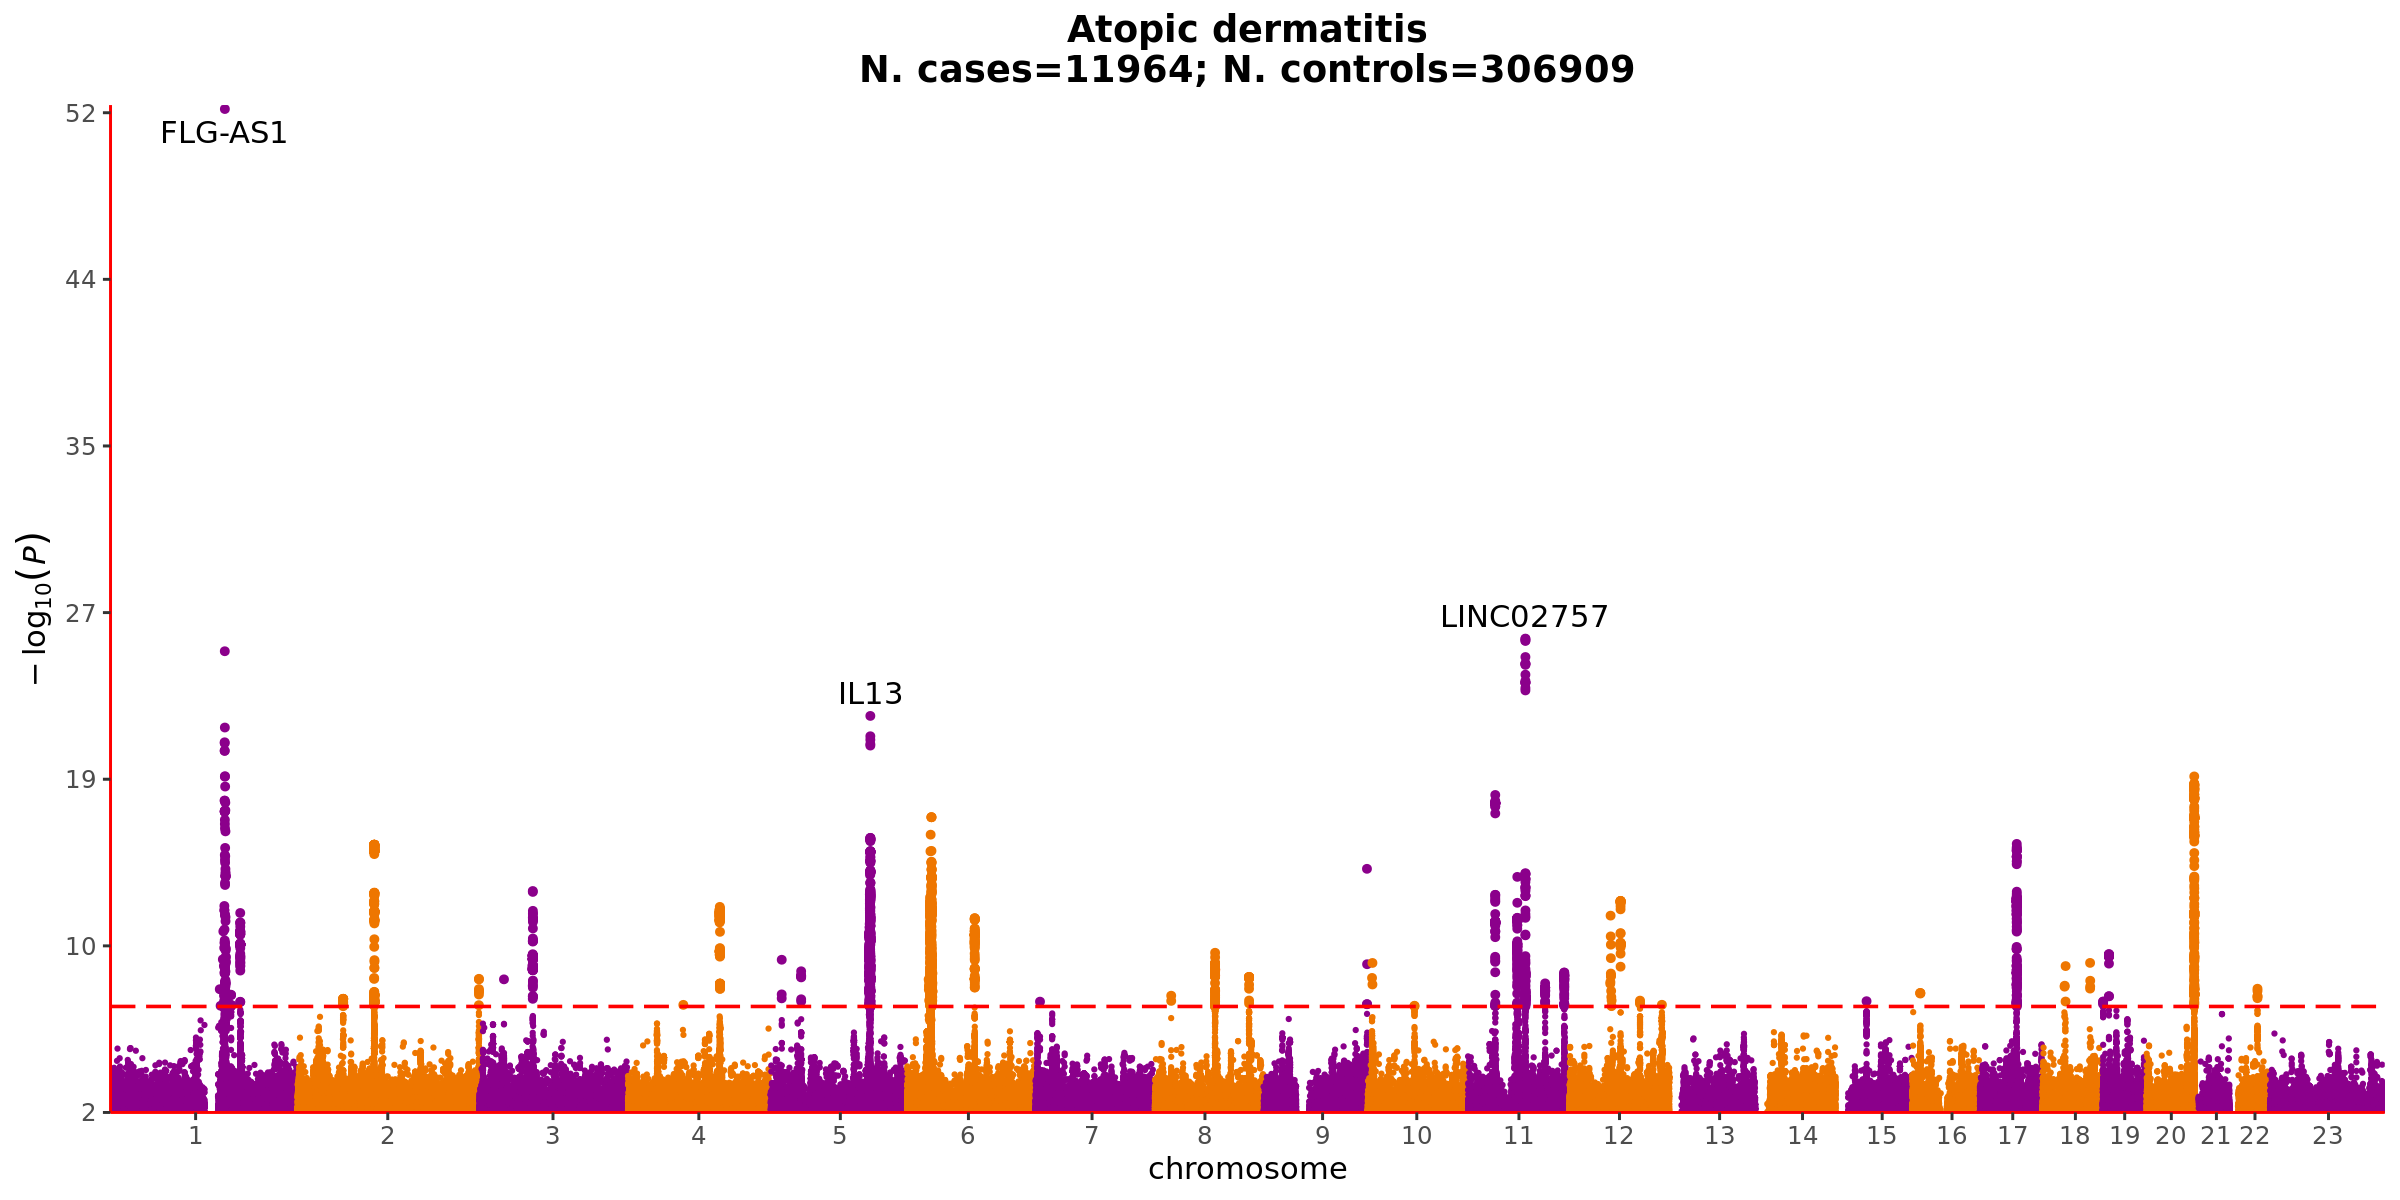 Atopic dermatitis
N. cases=11964; N. controls=306909
52
FLG-AS1
44
35
− log10(P)
27
LINC02757
IL13
19
10
2
1 2 3 4 5 6 7 8 9 10 11 12 13 14 15 16 17 18 19 20 21 22 23
chromosome